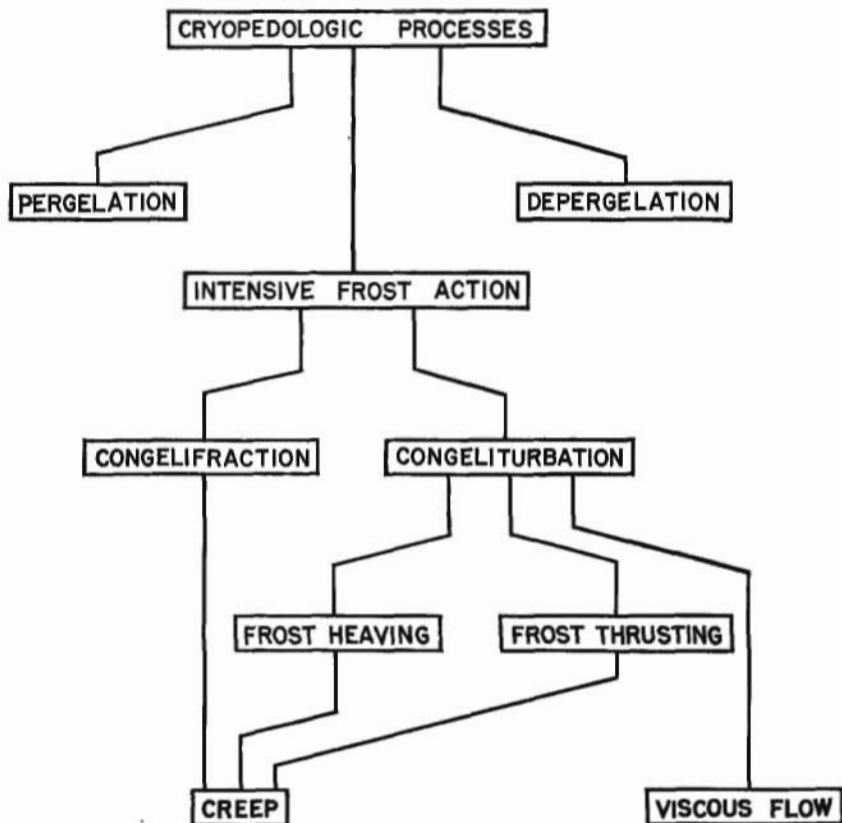 CRYOPEDOLOGIC PROCESSES
PERGELATION
DEPERGELATION
INTENSIVE FROST ACTION
CONGELIFRACTION
CONGELITURBATION
FROST HEAVING
FROST THRUSTING
CREEP
VISCOUS FLOW